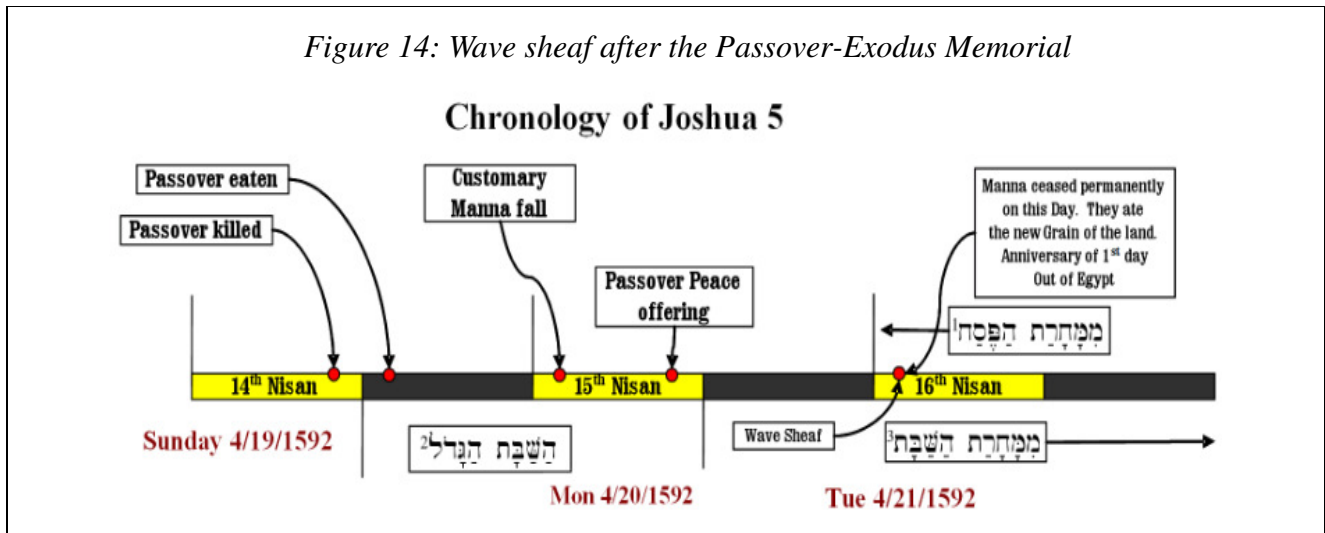 Figure 14: Wave sheaf after the Passover-Exodus Memorial
Chronology of Joshua 5
Passover eaten
Passover killed
Customary
Manna fall
Passover Peace
offering
Manna ceased permanently
on this Day. They ate
the new Grain of the land.
Anniversary of 1st day
Out of Egypt
מִמָּחֳרַת הַפֶּסַח1
14th Nisan
15th Nisan
16th Nisan
Sunday 4/19/1592
הַשַּׁבָּת הַגָּדֹל2
Mon 4/20/1592
Wave Sheaf
מִמָּחֳרַת הַשַּׁבָּת3
Tue 4/21/1592